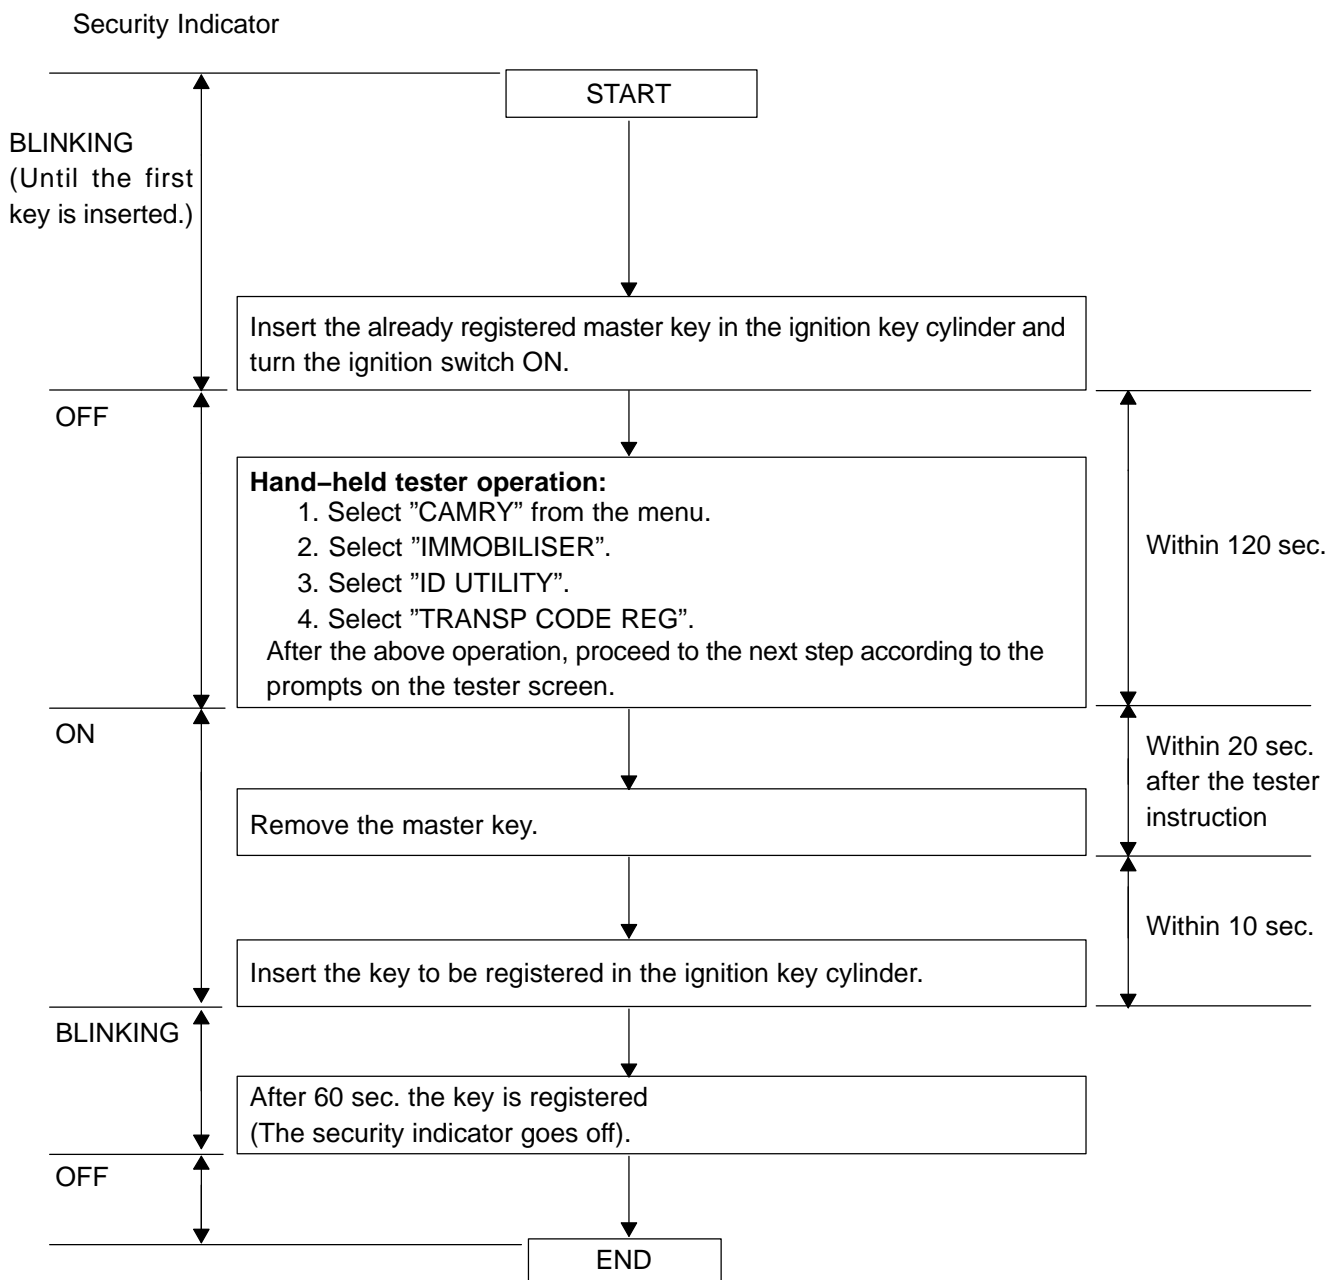 Security Indicator
START
BLINKING
(Until the first
key is inserted.)
Insert the already registered master key in the ignition key cylinder and
turn the ignition switch ON.
OFF
Hand–held tester operation:
1. Select ”CAMRY” from the menu.
2. Select ”IMMOBILISER”.
3. Select ”ID UTILITY”.
4. Select ”TRANSP CODE REG”.
After the above operation, proceed to the next step according to the
prompts on the tester screen.
Within 120 sec.
ON
Within 20 sec.
after the tester
instruction
Remove the master key.
Within 10 sec.
Insert the key to be registered in the ignition key cylinder.
BLINKING
After 60 sec. the key is registered
(The security indicator goes off).
OFF
END